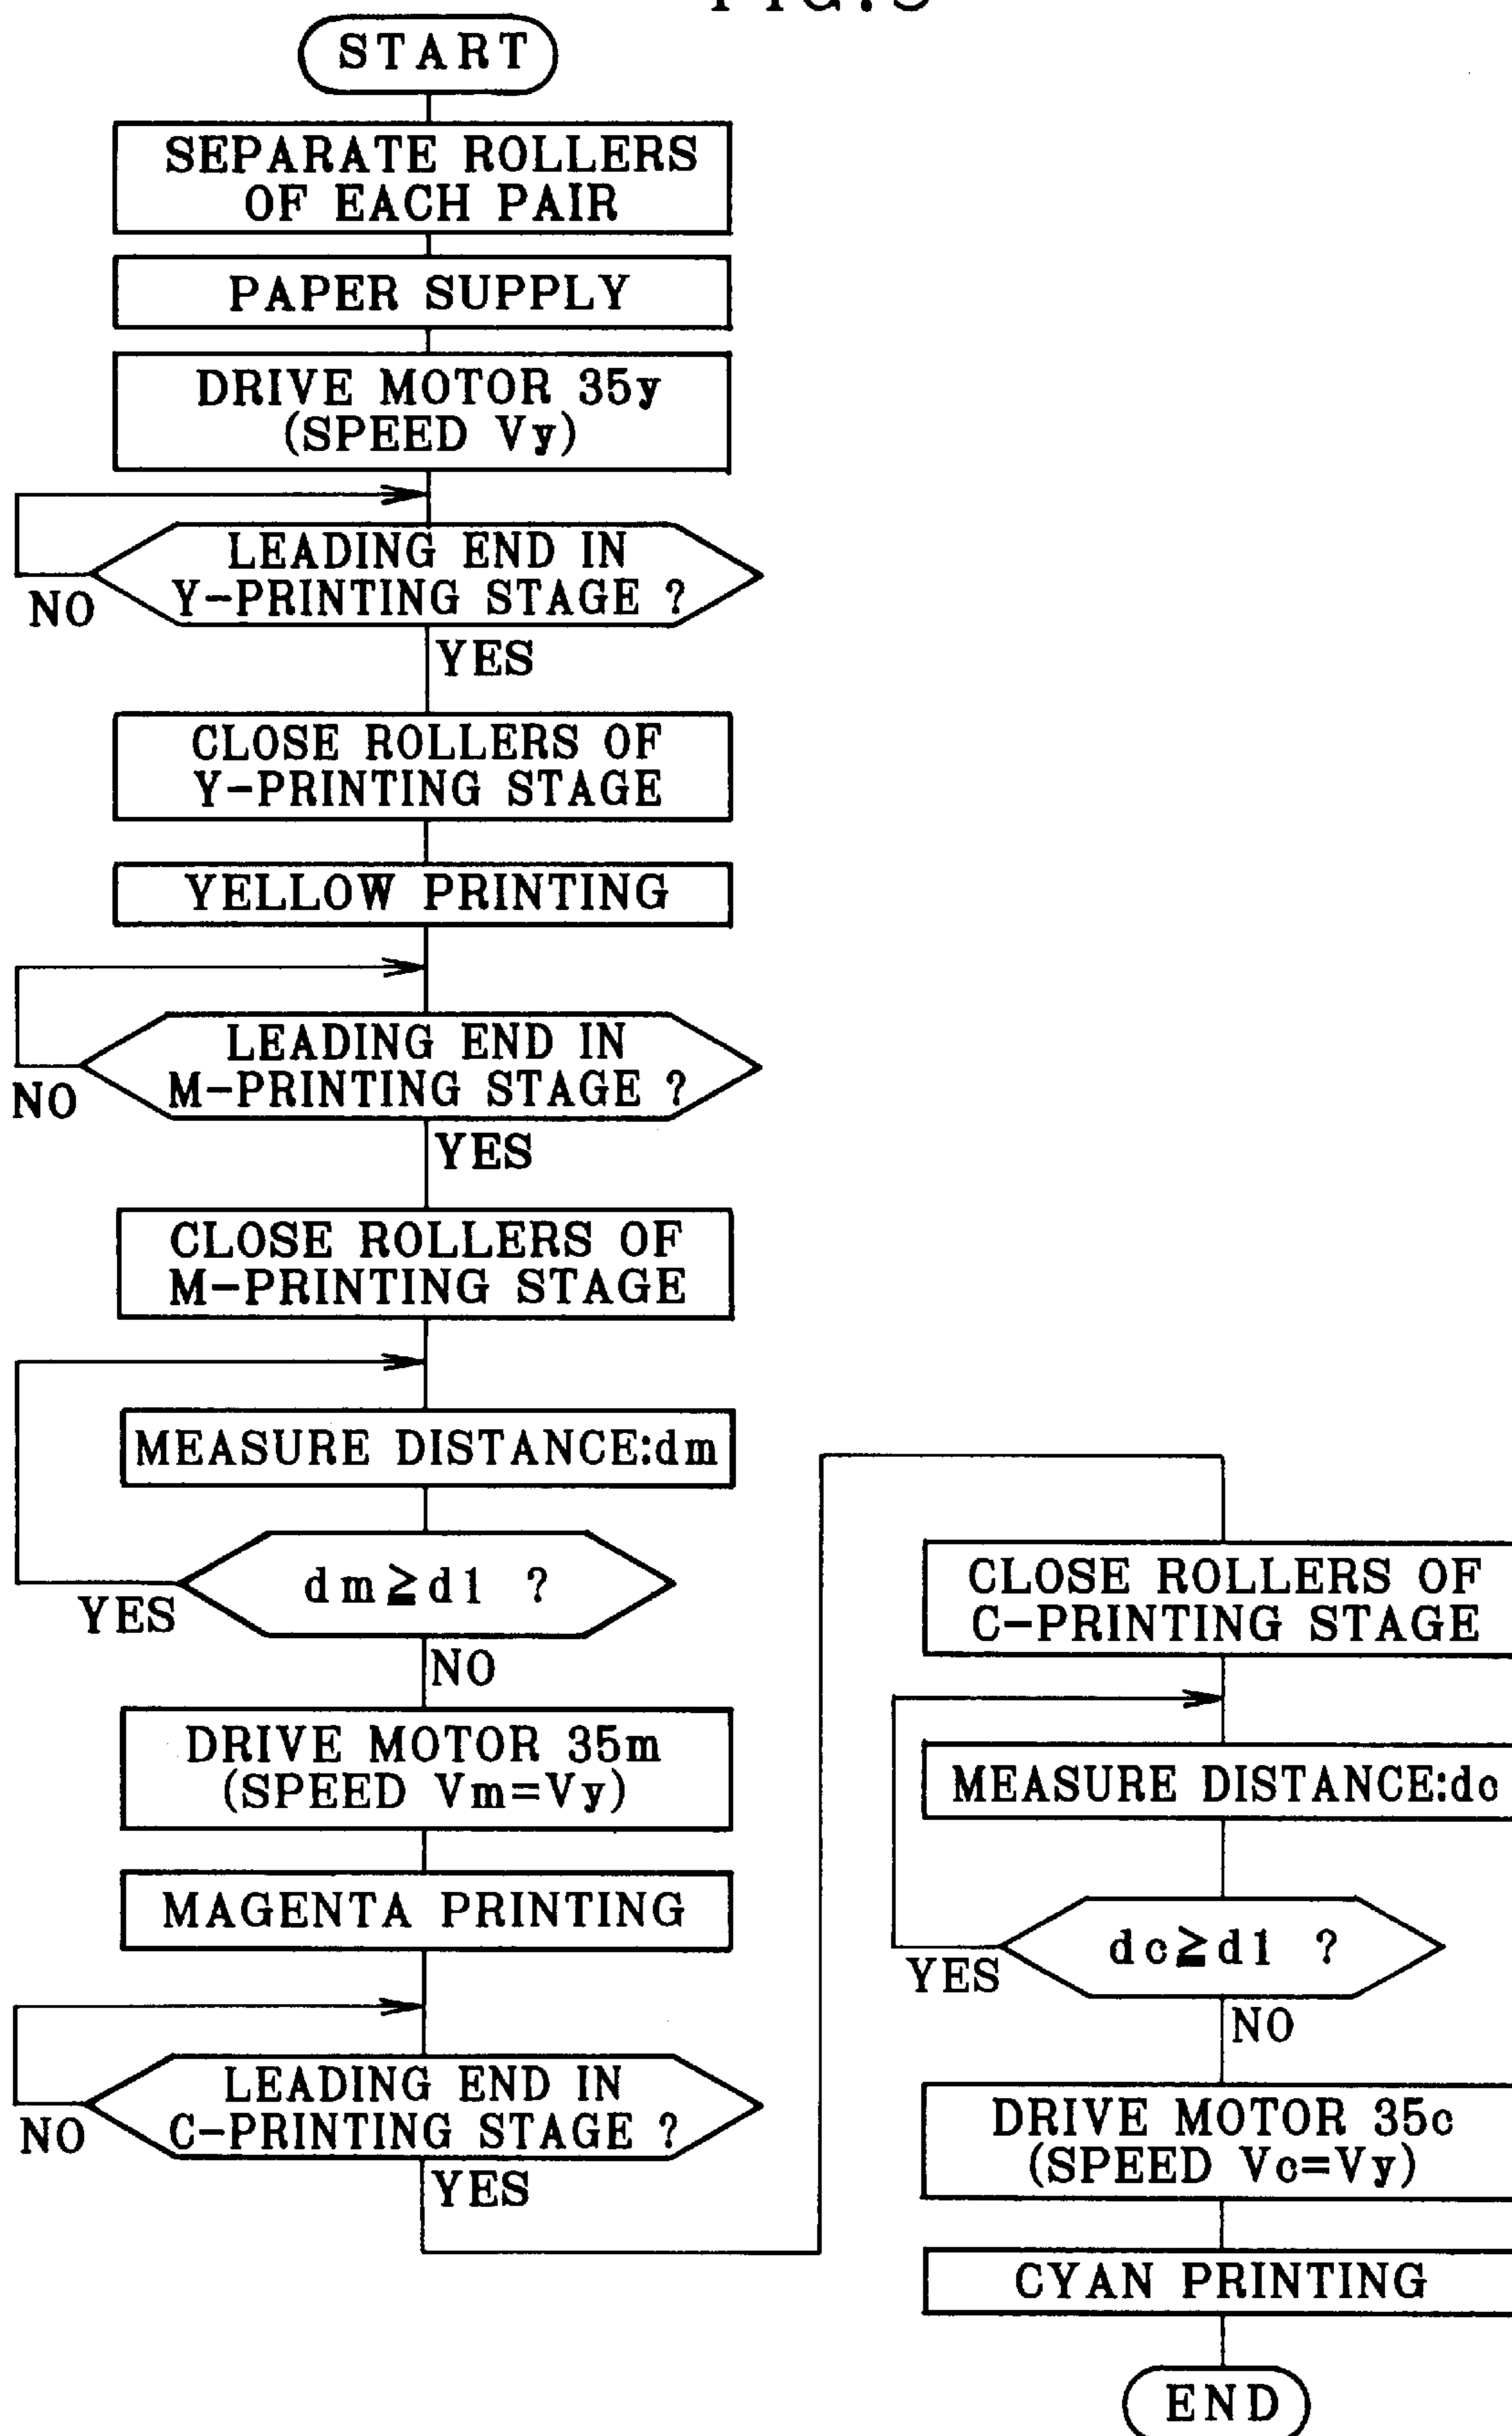 START
SEPARATE ROLLERS
OF EACH PAIR
PAPER SUPPLY
DRIVE MOTOR 35y
(SPEED Vy)
LEADING END IN
Y-PRINTING STAGE ?
NO
YES
CLOSE ROLLERS OF
Y-PRINTING STAGE
YELLOW PRINTING
LEADING END IN
M-PRINTING STAGE ?
NO
YES
CLOSE ROLLERS OF
M-PRINTING STAGE
MEASURE DISTANCE:dm
dm≧d1 ?
YES
NO
DRIVE MOTOR 35m
(SPEED Vm=Vy)
MAGENTA PRINTING
LEADING END IN
C-PRINTING STAGE ?
NO
YES
CLOSE ROLLERS OF
C-PRINTING STAGE
MEASURE DISTANCE:dc
dc≧d1 ?
YES
NO
DRIVE MOTOR 35c
(SPEED Vc=Vy)
CYAN PRINTING
END